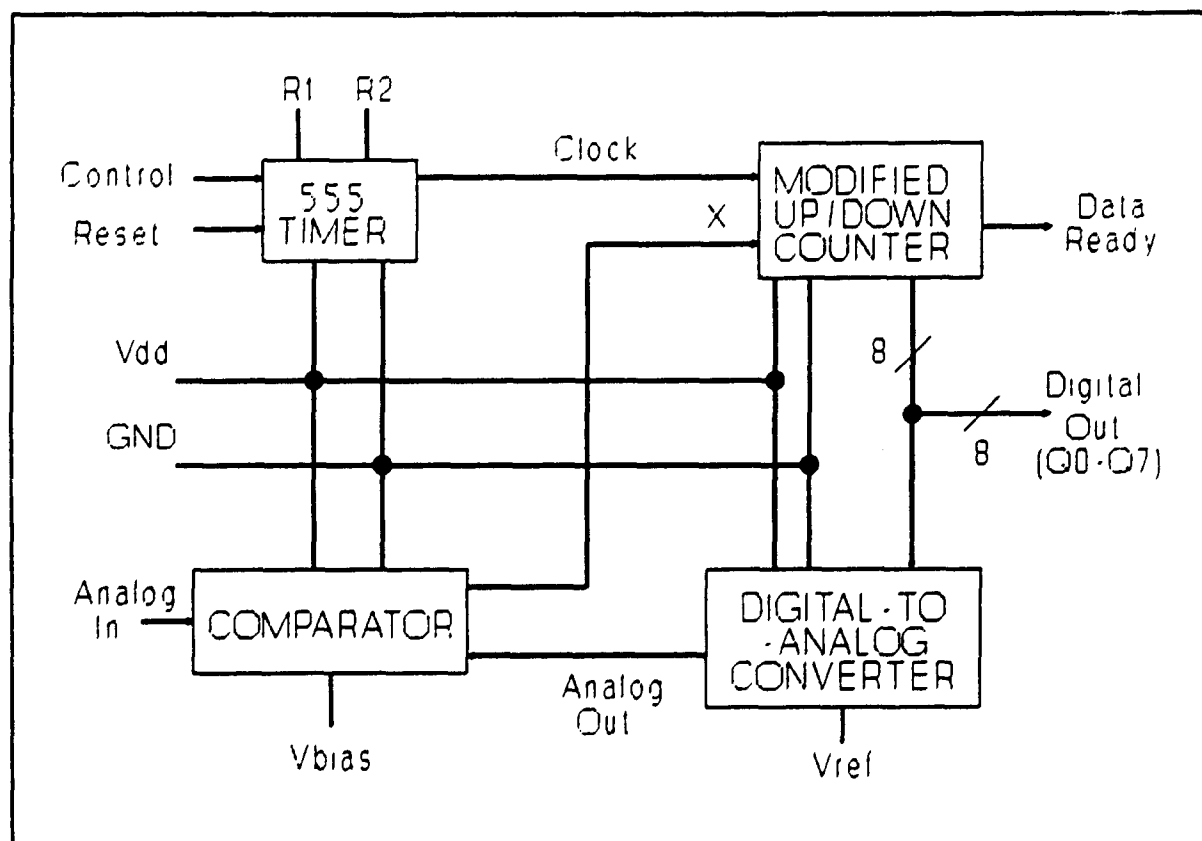 R1 R2
Control
Reset
555
TIMER
Clock
X
MODIFIED
UP/DOWN
COUNTER
Data
Ready
Vdd
GND
8
8
Digital
Out
(Q0-Q7)
Analog
In
COMPARATOR
Analog
Out
DIGITAL-TO
-ANALOG
CONVERTER
Vbias
Vref